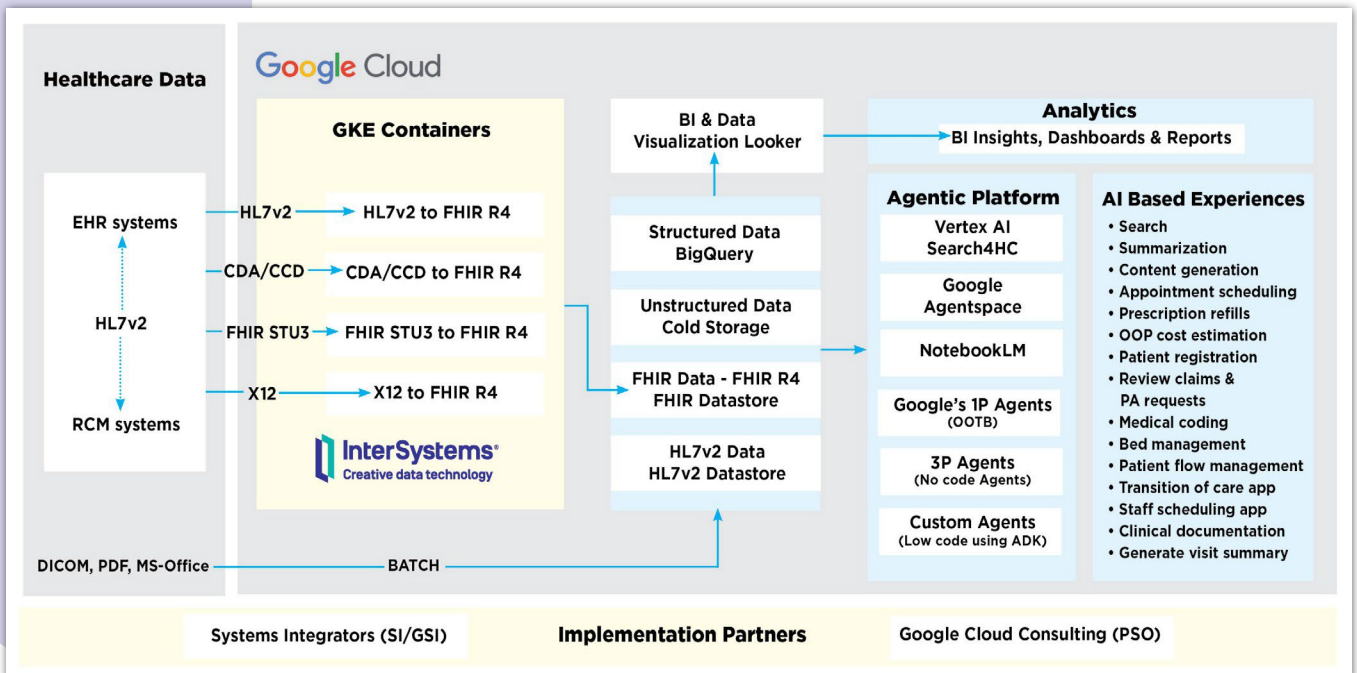 Healthcare Data
EHR systems
HL7v2
RCM systems
DICOM, PDF, MS-Office
BATCH
Google Cloud
GKE Containers
HL7v2
HL7v2 to FHIR R4
CDA/CCD
CDA/CCD to FHIR R4
FHIR STU3
FHIR STU3 to FHIR R4
X12
X12 to FHIR R4
InterSystems®
Creative data technology
BI & Data
Visualization Looker
Structured Data
BigQuery
Unstructured Data
Cold Storage
FHIR Data - FHIR R4
FHIR Datastore
HL7v2 Data
HL7v2 Datastore
Analytics
BI Insights, Dashboards & Reports
Agentic Platform
Vertex AI
Search4HC
Google
Agentspace
NotebookLM
Google's 1P Agents
(OOTB)
3P Agents
(No code Agents)
Custom Agents
(Low code using ADK)
AI Based Experiences
• Search
• Summarization
• Content generation
• Appointment scheduling
• Prescription refills
• OOP cost estimation
• Patient registration
• Review claims &
PA requests
• Medical coding
• Bed management
• Patient flow management
• Transition of care app
• Staff scheduling app
• Clinical documentation
• Generate visit summary
Systems Integrators (SI/GSI)
Implementation Partners
Google Cloud Consulting (PSO)